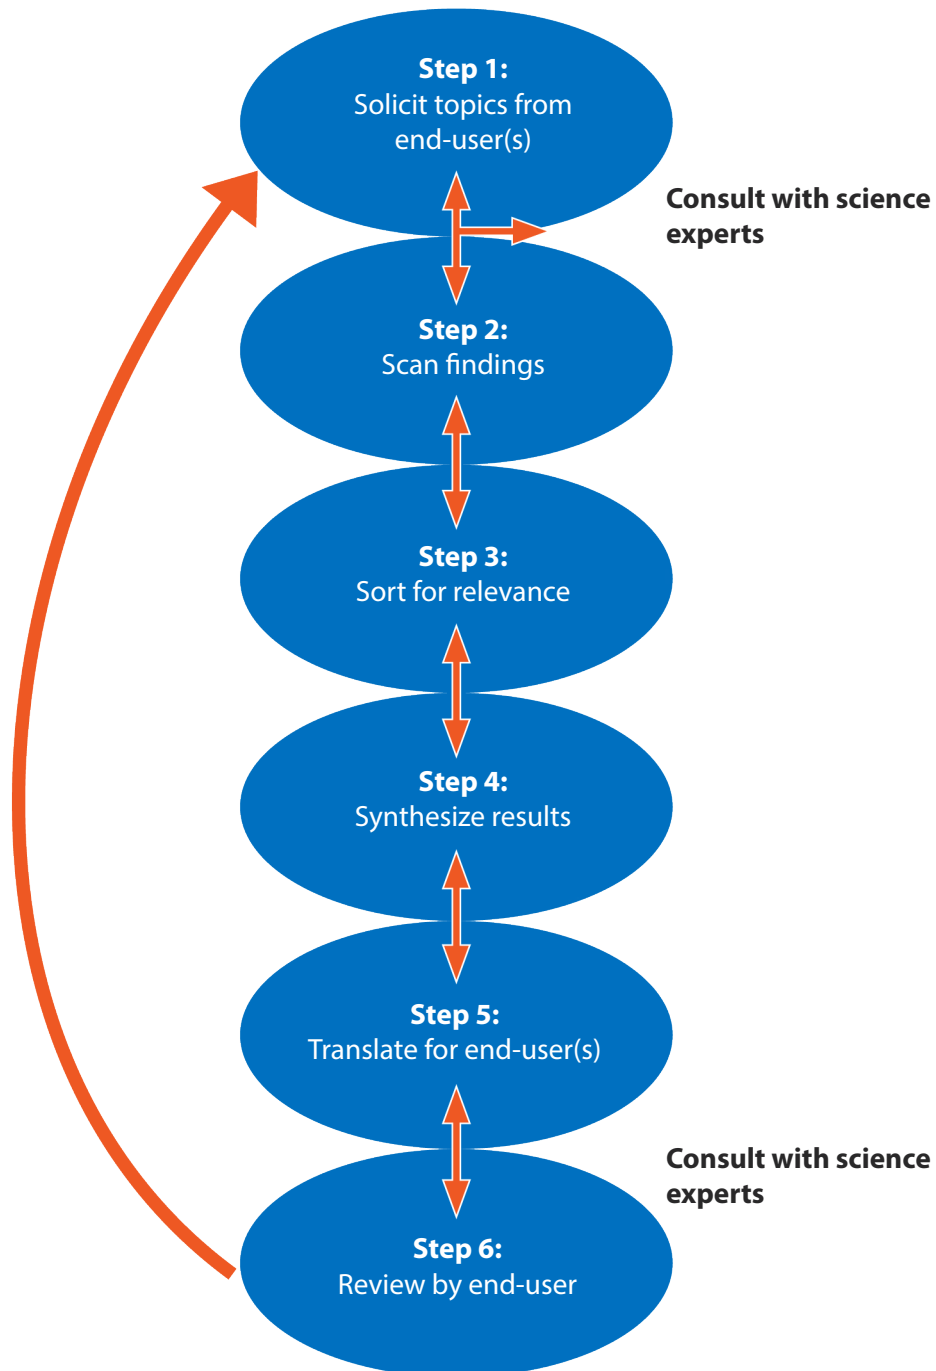 Step 1:
Solicit topics from
end-user(s)
Consult with science
experts
Step 2:
Scan findings
Step 3:
Sort for relevance
Step 4:
Synthesize results
Step 5:
Translate for end-user(s)
Consult with science
experts
Step 6:
Review by end-user